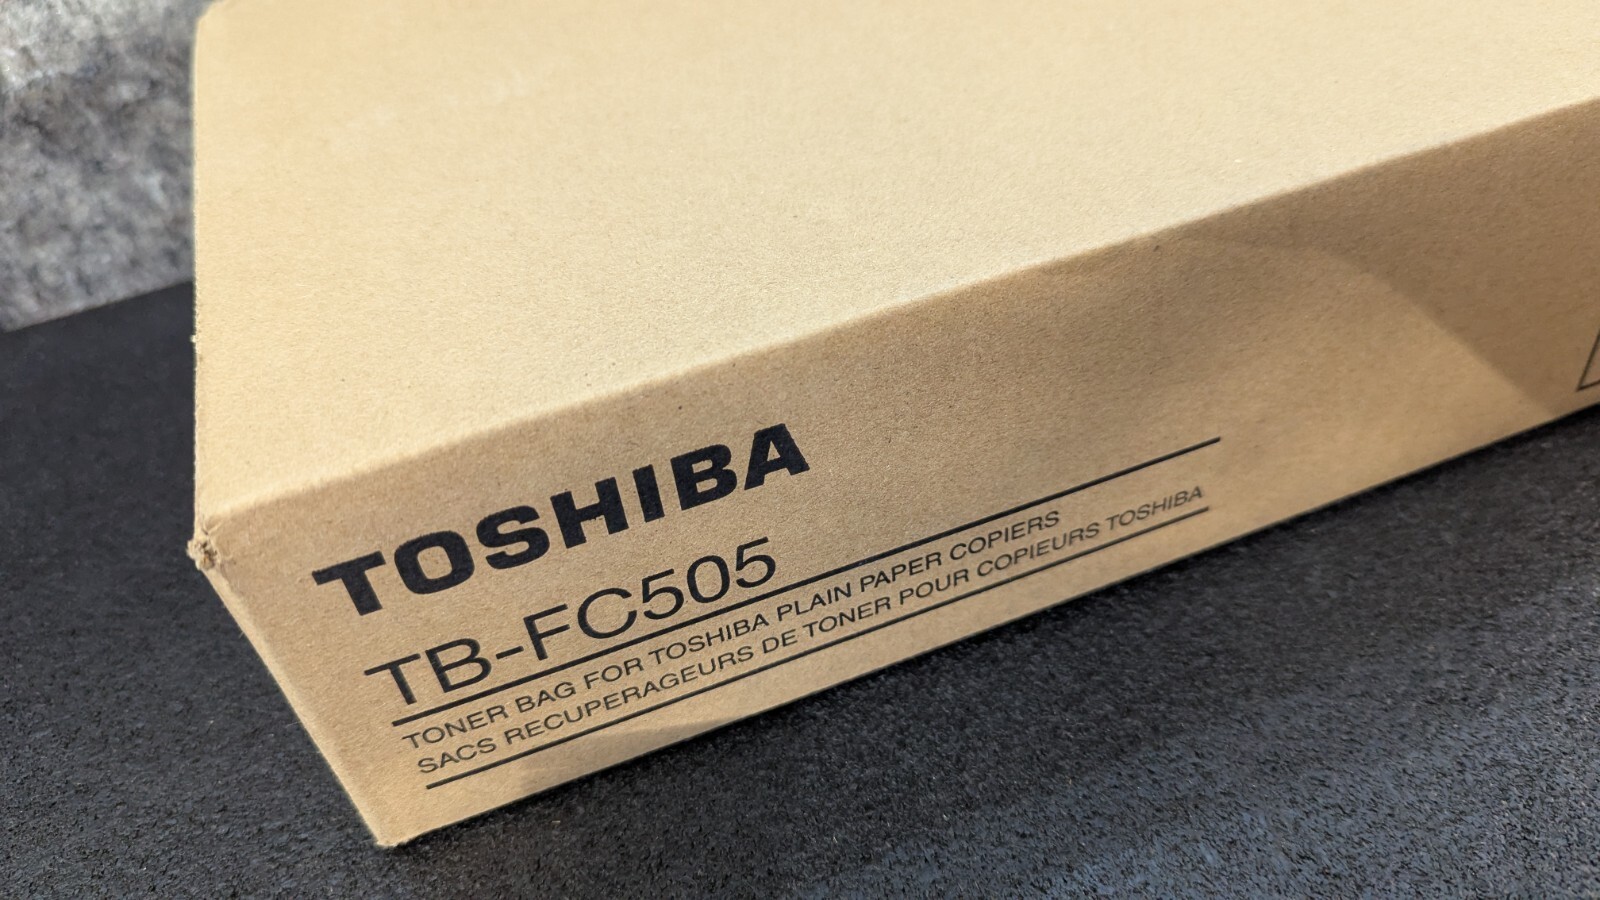 TOSHIBA
TB-FC505
TONER BAG FOR TOSHIBA PLAIN PAPER COPIERS
SACS RECUPERAGEURS DE TONER POUR COPIEURS TOSHIBA